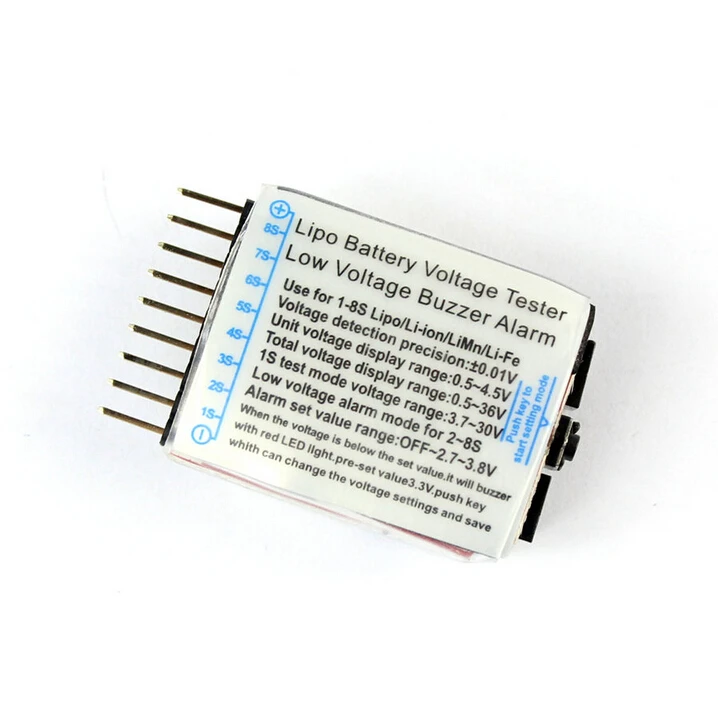 Lipo Battery Voltage Tester
Low Voltage Buzzer Alarm
Use for 1-8S Lipo/Li-ion/LiMn/Li-Fe
Voltage detection precision:±0.01V
Unit voltage display range:0.5~4.5V
Total voltage display range:0.5~36V
1S test mode voltage range:3.7~30V
Low voltage alarm mode for 2~8S
Alarm set value range:OFF~2.7~3.8V
When the voltage is below the set value.it will buzzer
with red LED light.pre-set value3.3V.push key
whith can change the voltage settings and save
+
8S
7S
6S
5S
4S
3S
2S
1S
−
Push key to
start setting mode